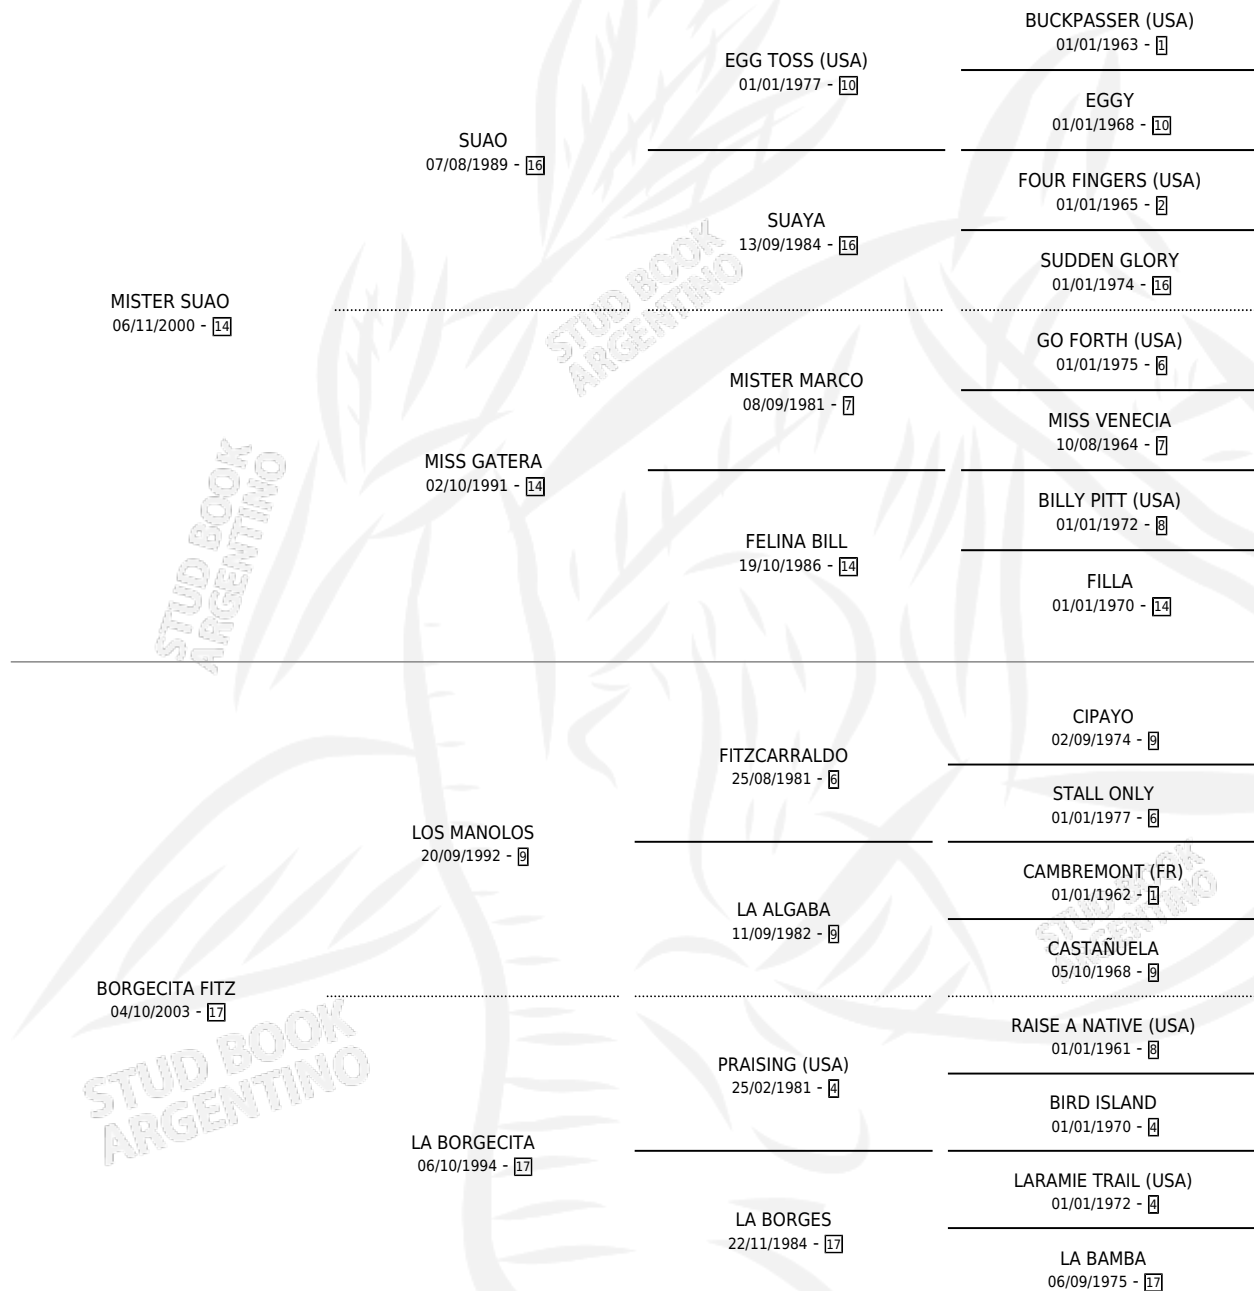 BUCKPASSER (USA)
01/01/1963 - 1
EGG TOSS (USA)
01/01/1977 - 10
EGGY
01/01/1968 - 10
SUAO
07/08/1989 - 16
FOUR FINGERS (USA)
01/01/1965 - 2
SUAYA
13/09/1984 - 16
SUDDEN GLORY
01/01/1974 - 16
MISTER SUAO
06/11/2000 - 14
STUD BOOK
ARGENTINO
GO FORTH (USA)
01/01/1975 - 6
MISTER MARCO
08/09/1981 - 7
MISS VENECIA
10/08/1964 - 7
MISS GATERA
02/10/1991 - 14
BILLY PITT (USA)
01/01/1972 - 8
FELINA BILL
19/10/1986 - 14
FILLA
01/01/1970 - 14
STUD BOOK
ARGENTINO
CIPAYO
02/09/1974 - 9
FITZCARRALDO
25/08/1981 - 6
STALL ONLY
01/01/1977 - 6
LOS MANOLOS
20/09/1992 - 9
CAMBREMONT (FR)
01/01/1962 - 1
LA ALGABA
11/09/1982 - 9
CASTAÑUELA
05/10/1968 - 9
STUD BOOK
ARGENTINO
BORGECITA FITZ
04/10/2003 - 17
RAISE A NATIVE (USA)
01/01/1961 - 8
PRAISING (USA)
25/02/1981 - 4
BIRD ISLAND
01/01/1970 - 4
STUD BOOK
ARGENTINO
LA BORGECITA
06/10/1994 - 17
LARAMIE TRAIL (USA)
01/01/1972 - 4
LA BORGES
22/11/1984 - 17
LA BAMBA
06/09/1975 - 17